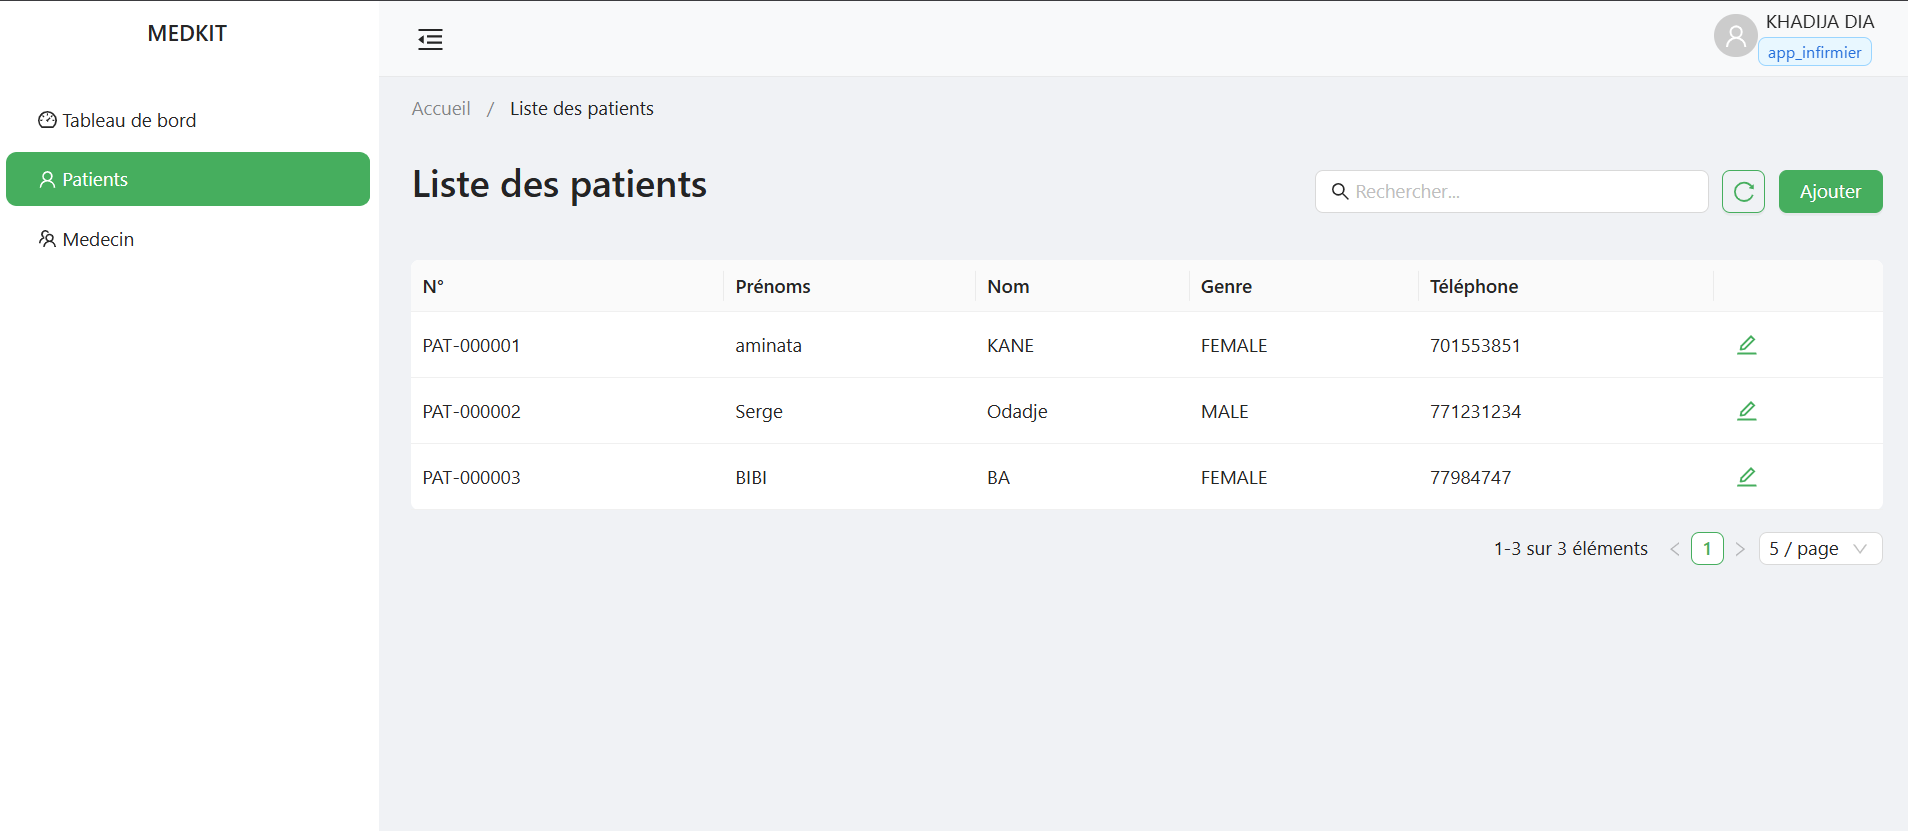 MEDKIT
Tableau de bord
Patients
Medecin
KHADIJA DIA
app_infirmier
Accueil / Liste des patients
Liste des patients
Rechercher...
Ajouter
N° Prénoms Nom Genre Téléphone
PAT-000001 aminata KANE FEMALE 701553851
PAT-000002 Serge Odadje MALE 771231234
PAT-000003 BIBI BA FEMALE 77984747
1-3 sur 3 éléments < 1 > 5 / page